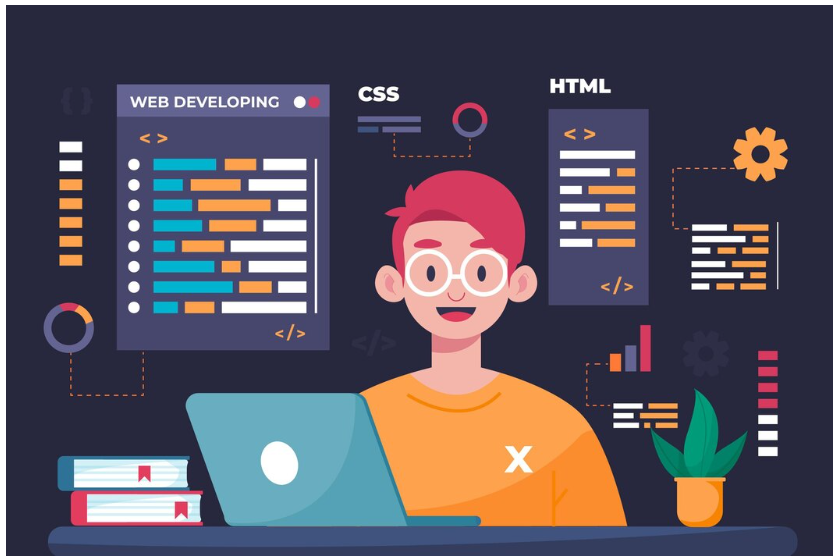 WEB DEVELOPING
< >
</>
CSS
HTML
< >
</>
{ }
</>
X